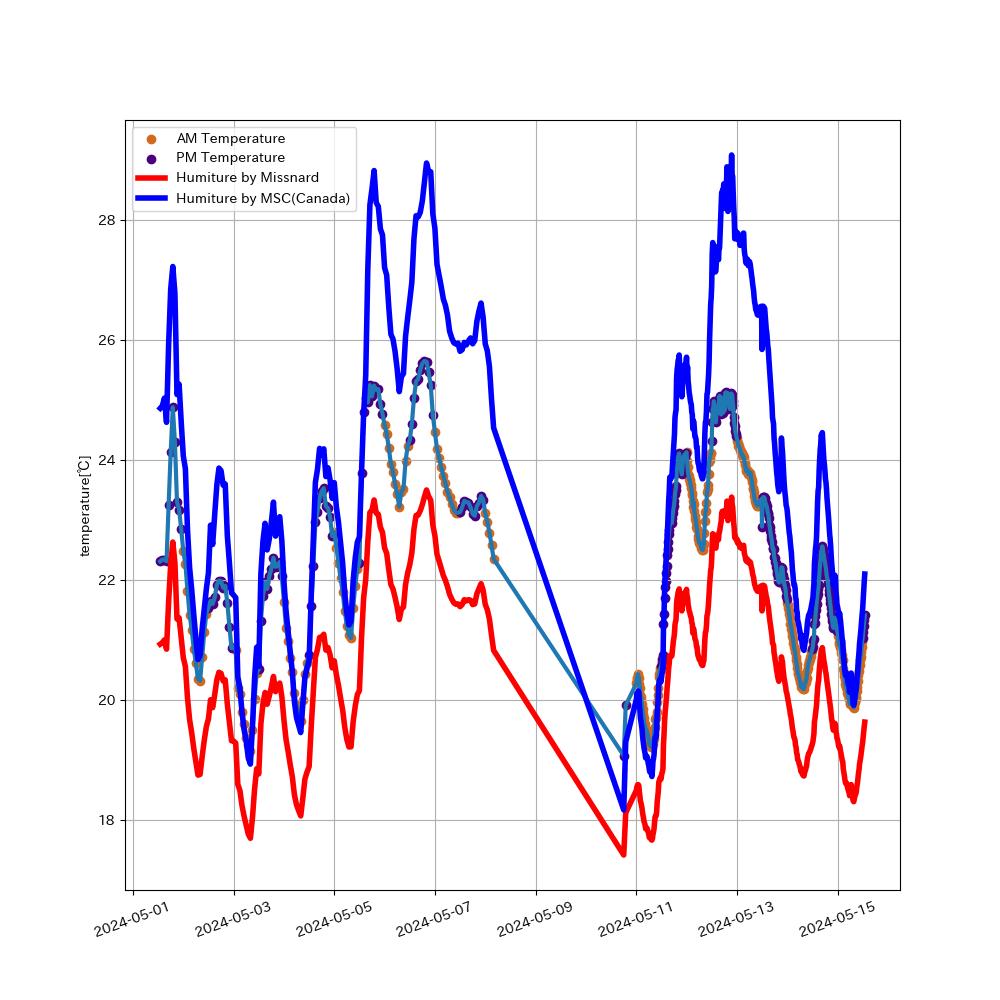 AM Temperature
PM Temperature
Humiture by Missnard
Humiture by MSC(Canada)
28
26
24
22
20
18
temperature[℃]
2024-05-01
2024-05-03
2024-05-05
2024-05-07
2024-05-09
2024-05-11
2024-05-13
2024-05-15